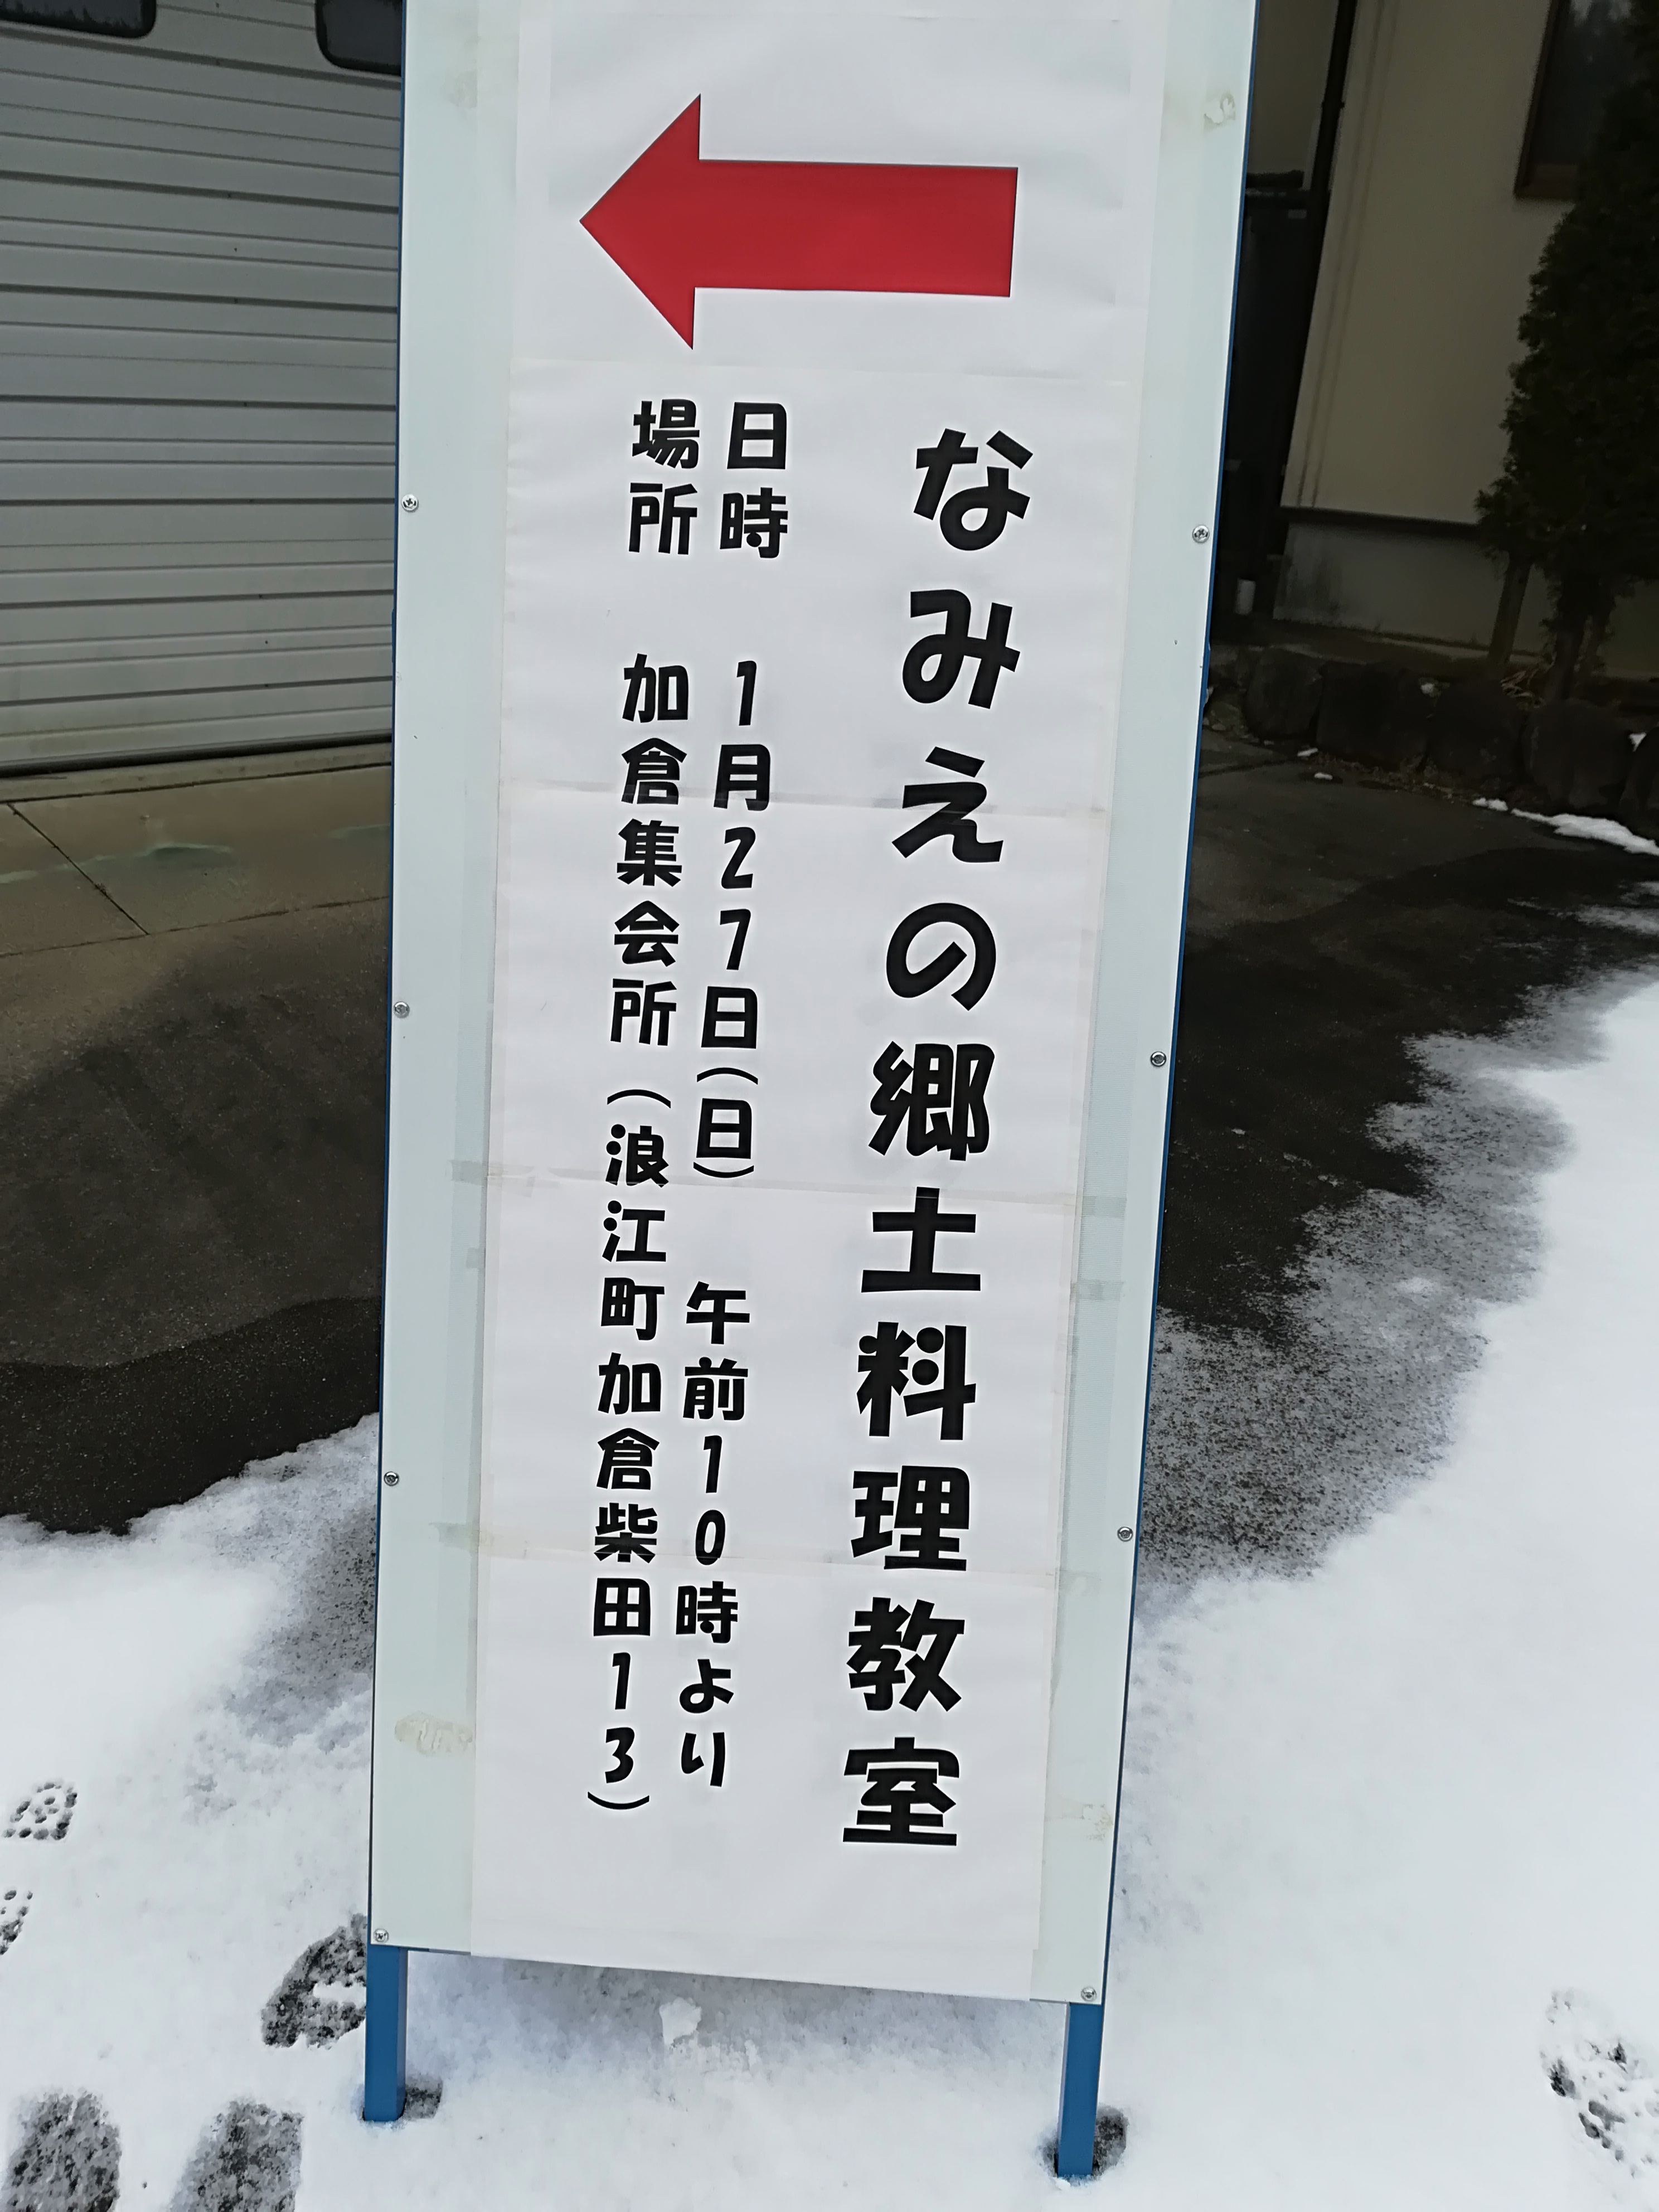 なみえの郷土料理教室
日時　1月27日(日)　午前10時より
場所　加倉集会所(浪江町加倉柴田13)